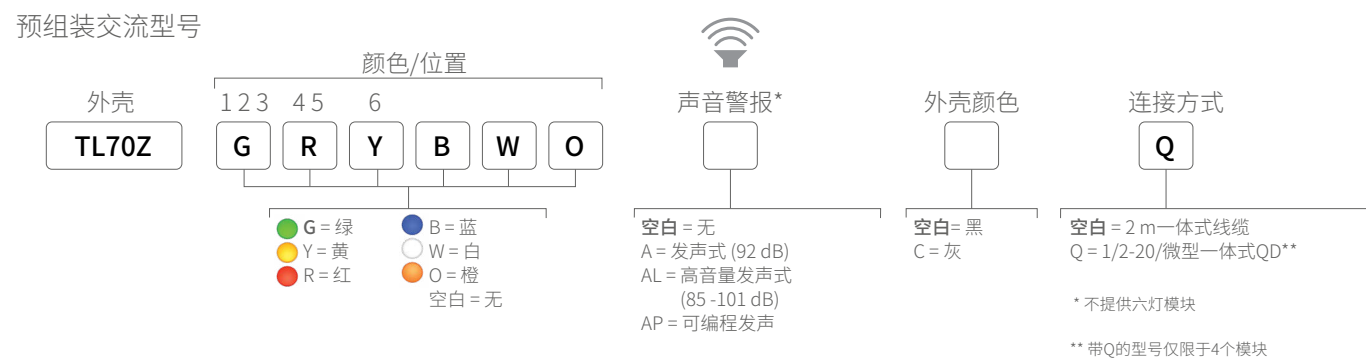 预组装交流型号
颜色/位置
外壳
1 2 3 4 5 6
声音警报*
外壳颜色
连接方式
TL70Z G R Y B W O Q
G = 绿
Y = 黄
R = 红
B = 蓝
W = 白
O = 橙
空白 = 无
空白 = 无
A = 发声式 (92 dB)
AL = 高音量发声式
(85 -101 dB)
AP = 可编程发声
空白= 黑
C = 灰
空白 = 2 m一体式线缆
Q = 1/2-20/微型一体式QD**
* 不提供六灯模块
** 带Q的型号仅限于4个模块